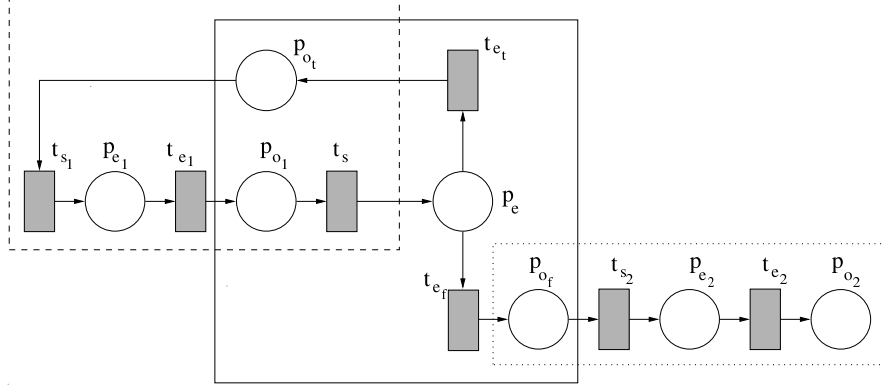 p_{o_t} t_{e_t}
t_{s_1} p_{e_1} t_{e_1} p_{o_1} t_s p_e
t_{e_f} p_{o_f} t_{s_2} p_{e_2} t_{e_2} p_{o_2}